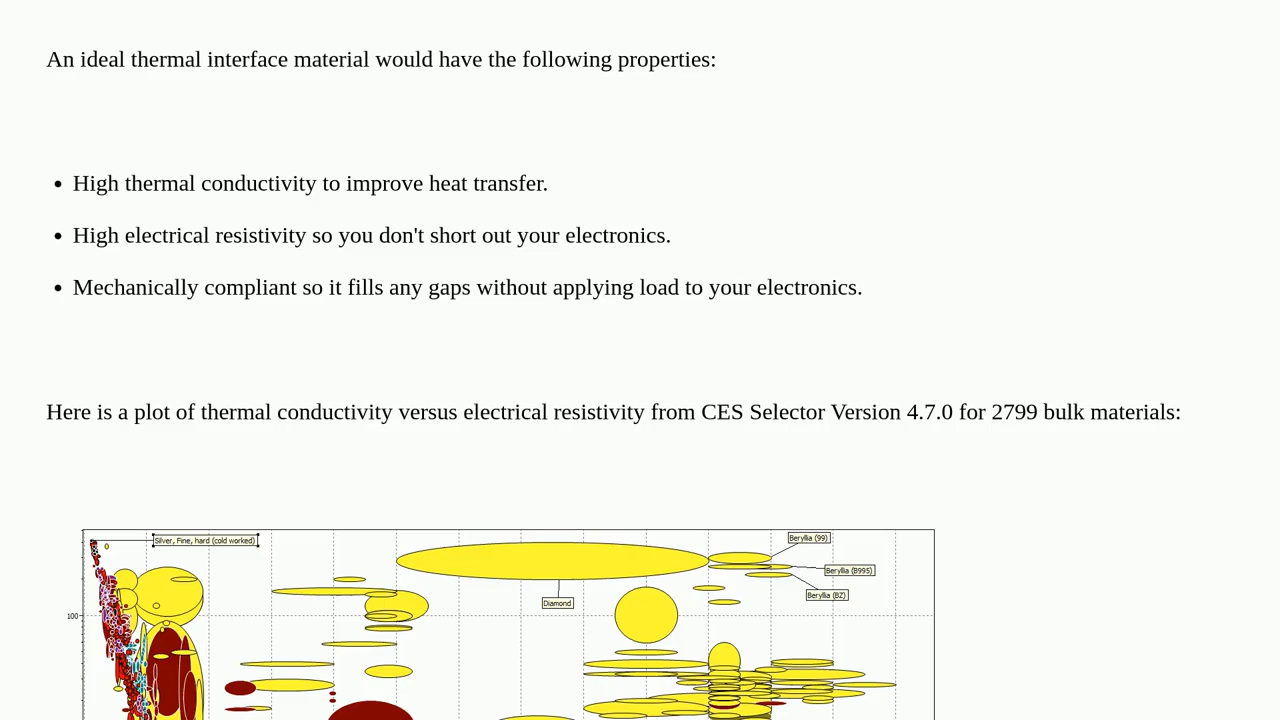 An ideal thermal interface material would have the following properties:
• High thermal conductivity to improve heat transfer.
• High electrical resistivity so you don't short out your electronics.
• Mechanically compliant so it fills any gaps without applying load to your electronics.
Here is a plot of thermal conductivity versus electrical resistivity from CES Selector Version 4.7.0 for 2799 bulk materials:
Silver, Fine, hard (cold worked)
Beryllia (99)
Beryllia (B995)
Beryllia (BZ)
Diamond
100